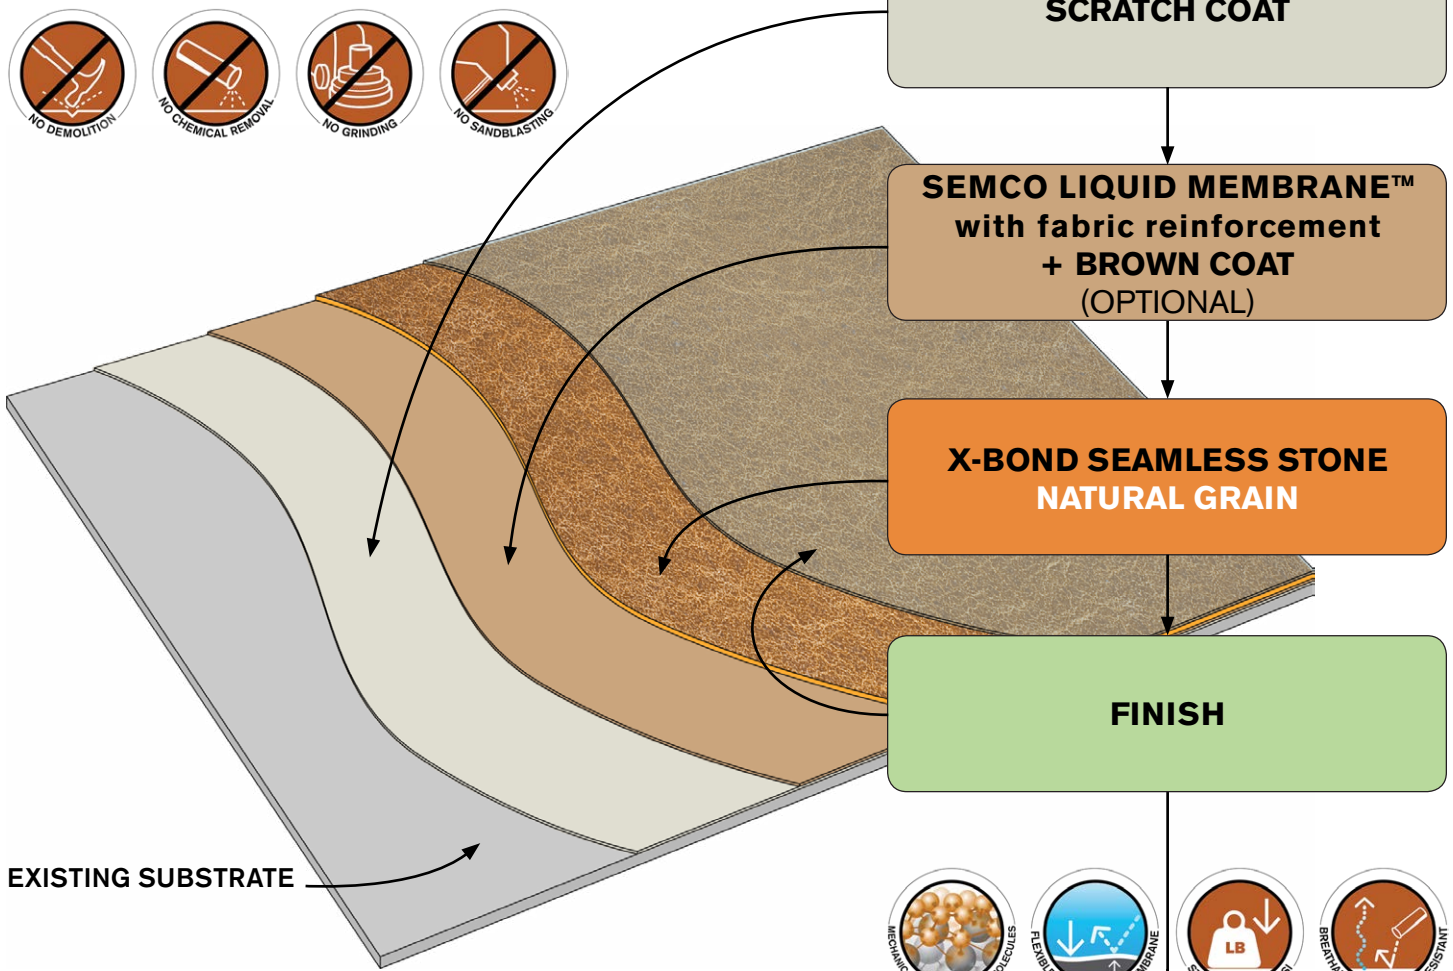 SCRATCH COAT
NO DEMOLITION
NO CHEMICAL REMOVAL
NO GRINDING
NO SANDBLASTING
SEMCO LIQUID MEMBRANE™
with fabric reinforcement
+ BROWN COAT
(OPTIONAL)
X-BOND SEAMLESS STONE
NATURAL GRAIN
FINISH
EXISTING SUBSTRATE
LB